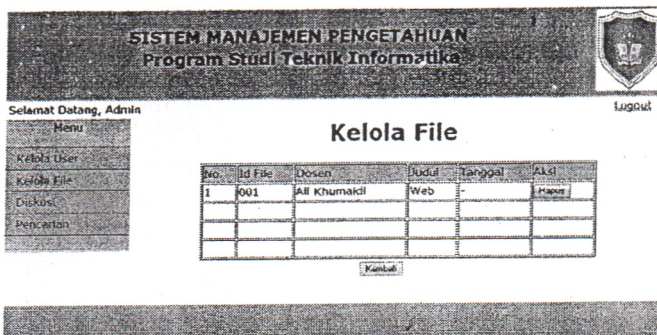 SISTEM MANAJEMEN PENGETAHUAN
Program Studi Teknik Informatika
Selamat Datang, Admin
Logout
Menu
Kelola User
Kelola File
Diskusi
Pencarian
Kelola File
No. Id File Dosen Judul Tanggal Aksi
1 001 Alif Khumaidi Web - Hapus
Kembali